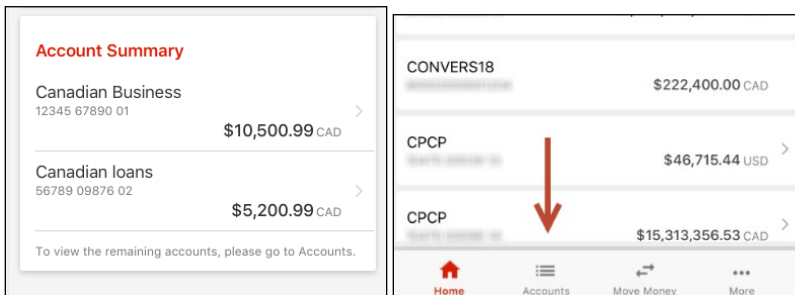 Account Summary
Canadian Business
12345 67890 01
$10,500.99 CAD
Canadian loans
56789 09876 02
$5,200.99 CAD
To view the remaining accounts, please go to Accounts.
CONVERS18
$222,400.00 CAD
CPCP
$46,715.44 USD
CPCP
$15,313,356.53 CAD
Home Accounts Move Money More